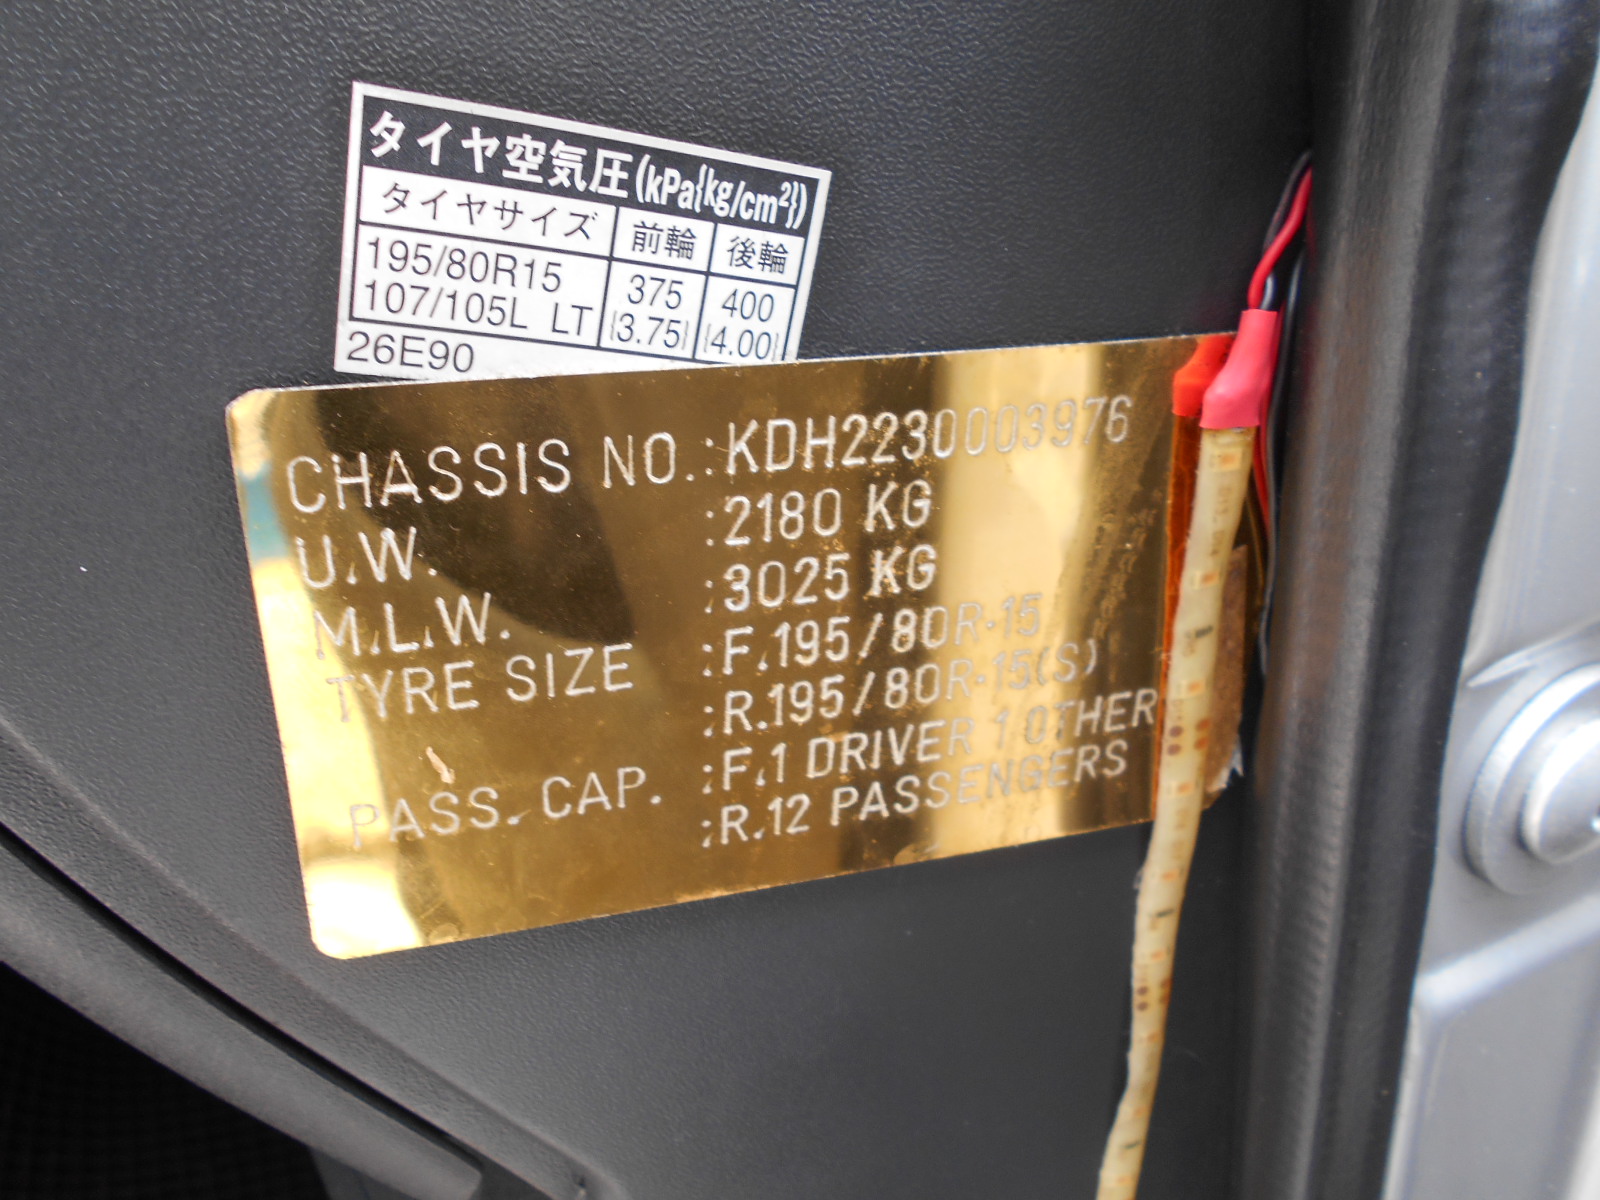 タイヤ空気圧(kPa{kg/cm²})
タイヤサイズ 前輪 後輪
195/80R15 375 400
107/105L LT {3.75} {4.00}
26E90
CHASSIS NO. :KDH2230003976
U.W. :2180 KG
M.L.W. :3025 KG
TYRE SIZE :F.195/80R-15
:R.195/80R-15(S)
PASS. CAP. :F.1 DRIVER 1 OTHER
:R.12 PASSENGERS